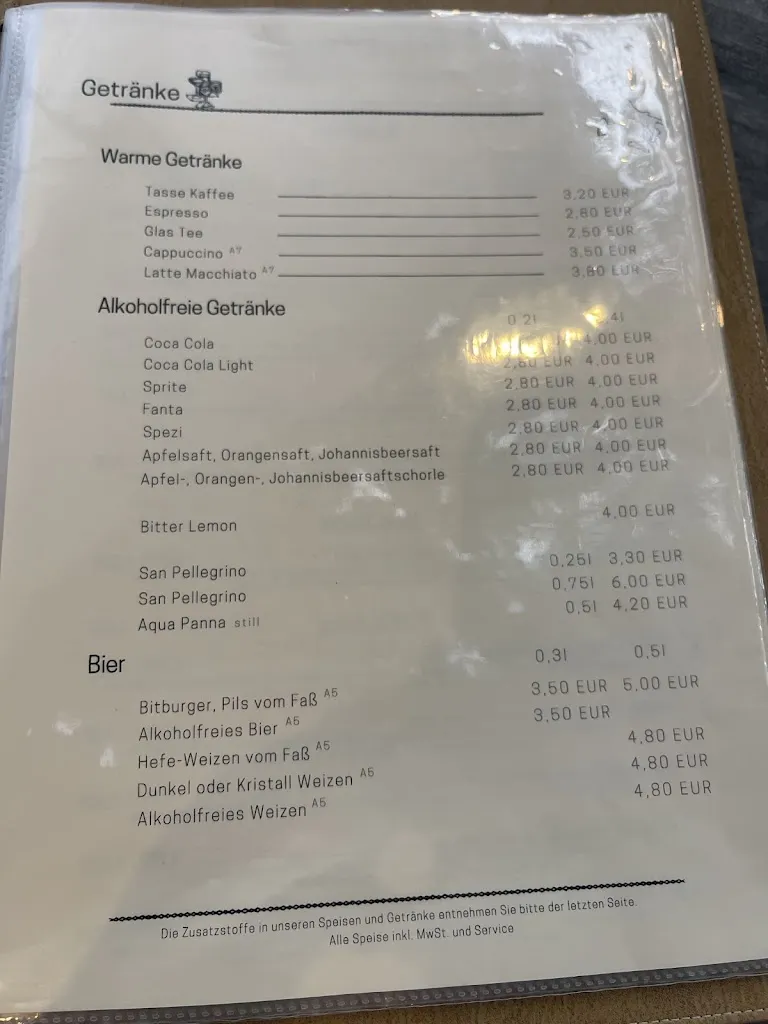 Getränke
Warme Getränke
Tasse Kaffee 3,20 EUR
Espresso 2,80 EUR
Glas Tee 2,50 EUR
Cappuccino A7 3,50 EUR
Latte Macchiato A7 3,80 EUR
Alkoholfreie Getränke 0,2l
Coca Cola 4,00 EUR
Coca Cola Light 2,80 EUR 4,00 EUR
Sprite 2,80 EUR 4,00 EUR
Fanta 2,80 EUR 4,00 EUR
Spezi 2,80 EUR 4,00 EUR
Apfelsaft, Orangensaft, Johannisbeersaft 2,80 EUR 4,00 EUR
Apfel-, Orangen-, Johannisbeersaftschorle 2,80 EUR 4,00 EUR
Bitter Lemon 4,00 EUR
San Pellegrino 0,25l 3,30 EUR
San Pellegrino 0,75l 6,00 EUR
Aqua Panna still 0,5l 4,20 EUR
Bier 0,3l 0,5l
Bitburger, Pils vom Faß A5 3,50 EUR 5,00 EUR
Alkoholfreies Bier A5 3,50 EUR
Hefe-Weizen vom Faß A5 4,80 EUR
Dunkel oder Kristall Weizen A5 4,80 EUR
Alkoholfreies Weizen A5 4,80 EUR
Die Zusatzstoffe in unseren Speisen und Getränke entnehmen Sie bitte der letzten Seite.
Alle Speise inkl. MwSt. und Service